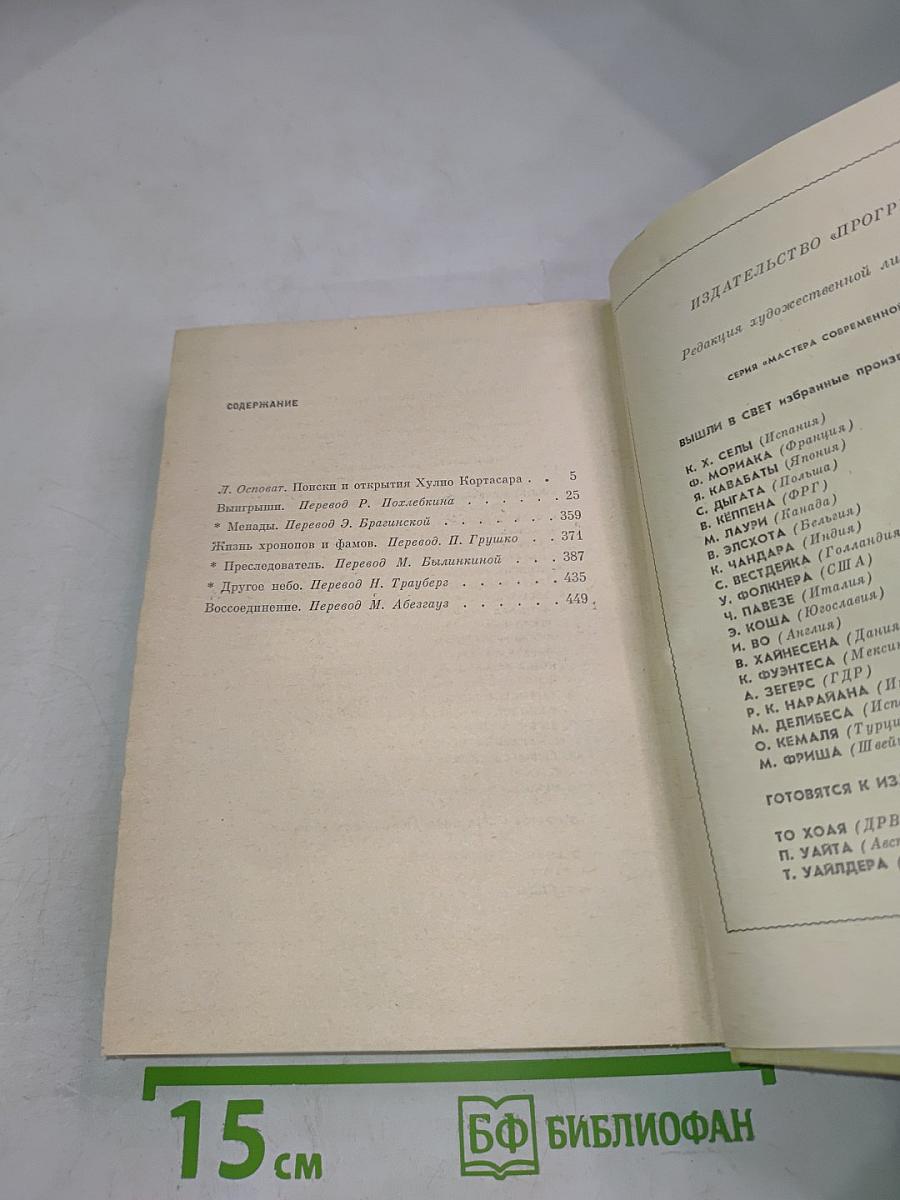 СОДЕРЖАНИЕ
Л. Осповат. Поиски и открытия Хулио Кортасара . . 5
Выигрыши. Перевод Р. Похлебкина . . . . . . 25
* Менады. Перевод Э. Брагинской . . . . . . . 359
Жизнь хронопов и фамов. Перевод. П. Грушко . . 371
* Преследователь. Перевод М. Былинкиной . . . 387
* Другое небо. Перевод Н. Трауберг . . . . . . 435
Воссоединение. Перевод М. Абезгауз . . . . . . 449
ИЗДАТЕЛЬСТВО «ПРОГР
Редакция художественной ли
СЕРИЯ «МАСТЕРА СОВРЕМЕННОЙ
ВЫШЛИ В СВЕТ избранные произв
К. Х. СЕЛЫ (Испания)
Ф. МОРИАКА (Франция)
Я. КАВАБАТЫ (Япония)
С. ДЫГАТА (Польша)
В. КЁППЕНА (ФРГ)
М. ЛАУРИ (Канада)
В. ЭЛСХОТА (Бельгия)
К. ЧАНДАРА (Индия)
С. ВЕСТДЕЙКА (Голландия
У. ФОЛКНЕРА (США)
Ч. ПАВЕЗЕ (Италия)
Э. КОША (Югославия)
И. ВО (Англия)
В. ХАЙНЕСЕНА (Дания
К. ФУЭНТЕСА (Мексик
А. ЗЕГЕРС (ГДР)
Р. К. НАРАЙАНА (И
М. ДЕЛИБЕСА (Исп
О. КЕМАЛЯ (Турци
М. ФРИША (Швей
ГОТОВЯТСЯ К ИЗ
ТО ХОАЯ (ДРВ
П. УАЙТА (Авс
Т. УАЙЛДЕРА (
15 см
БФ БИБЛИОФАН